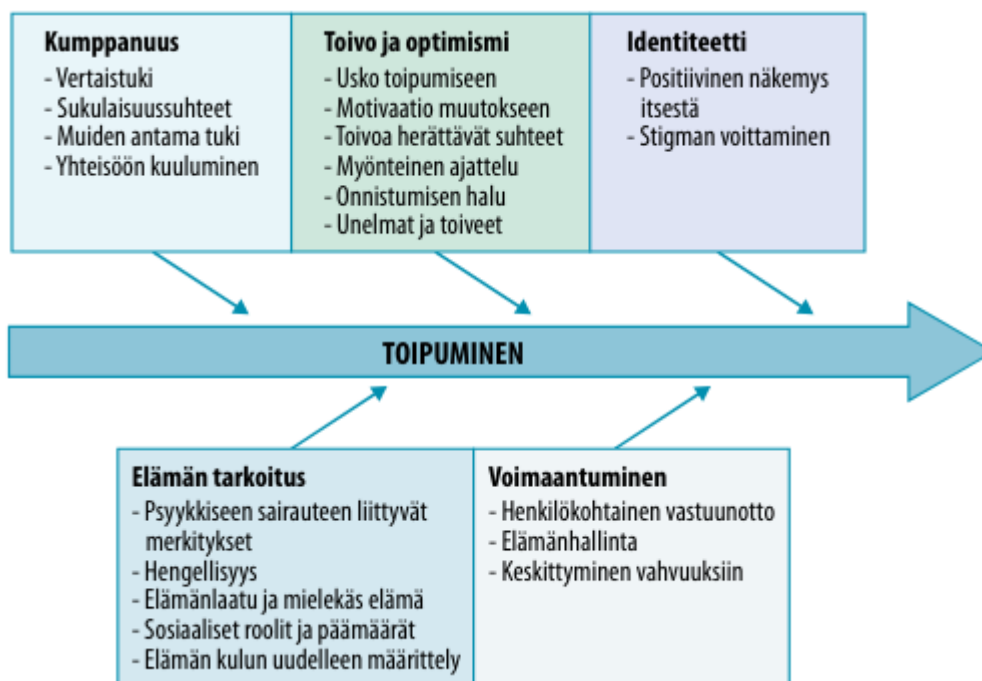 Kumppanuus
- Vertaistuki
- Sukulaisuussuhteet
- Muiden antama tuki
- Yhteisöön kuuluminen
Toivo ja optimismi
- Usko toipumiseen
- Motivaatio muutokseen
- Toivoa herättävät suhteet
- Myönteinen ajattelu
- Onnistumisen halu
- Unelmat ja toiveet
Identiteetti
- Positiivinen näkemys
itsestä
- Stigman voittaminen
TOIPUMINEN
Elämän tarkoitus
- Psyykkiseen sairauteen liittyvät
merkitykset
- Hengellisyys
- Elämänlaatu ja mielekäs elämä
- Sosiaaliset roolit ja päämäärät
- Elämän kulun uudelleen määrittely
Voimaantuminen
- Henkilökohtainen vastuunotto
- Elämänhallinta
- Keskittyminen vahvuuksiin